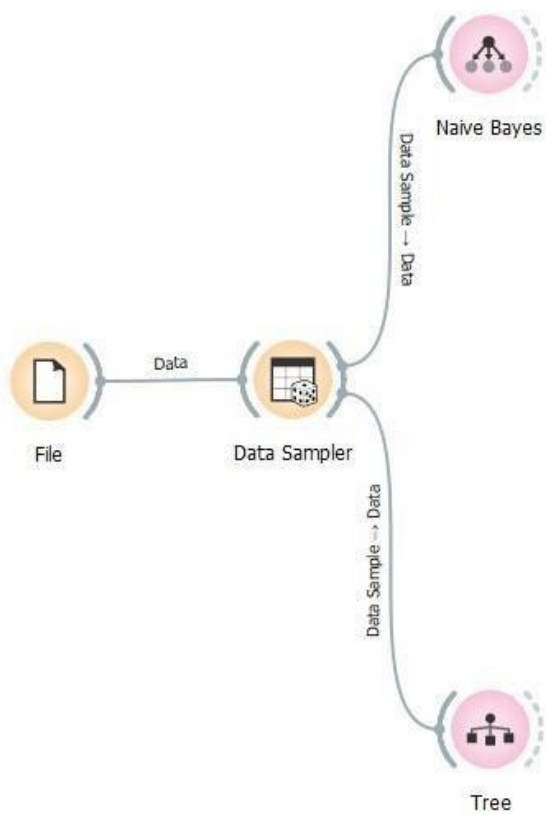 Naive Bayes
Data Sample → Data
Data
File
Data Sampler
Data Sample → Data
Tree